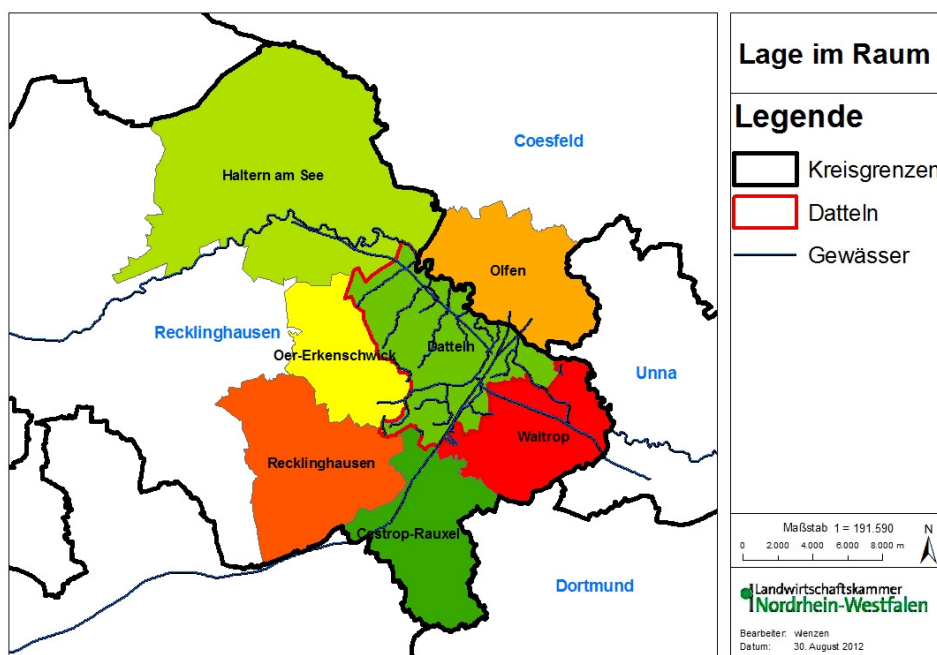 Coesfeld
Haltern am See
Olfen
Recklinghausen
Oer-Erkenschwick
Datteln
Unna
Waltrop
Recklinghausen
Castrop-Rauxel
Dortmund
Lage im Raum
Legende
Kreisgrenzen
Datteln
Gewässer
Maßstab 1 = 191.590
N
0 2.000 4.000 6.000 8.000 m
Landwirtschaftskammer
Nordrhein-Westfalen
Bearbeiter: wienzen
Datum: 30. August 2012